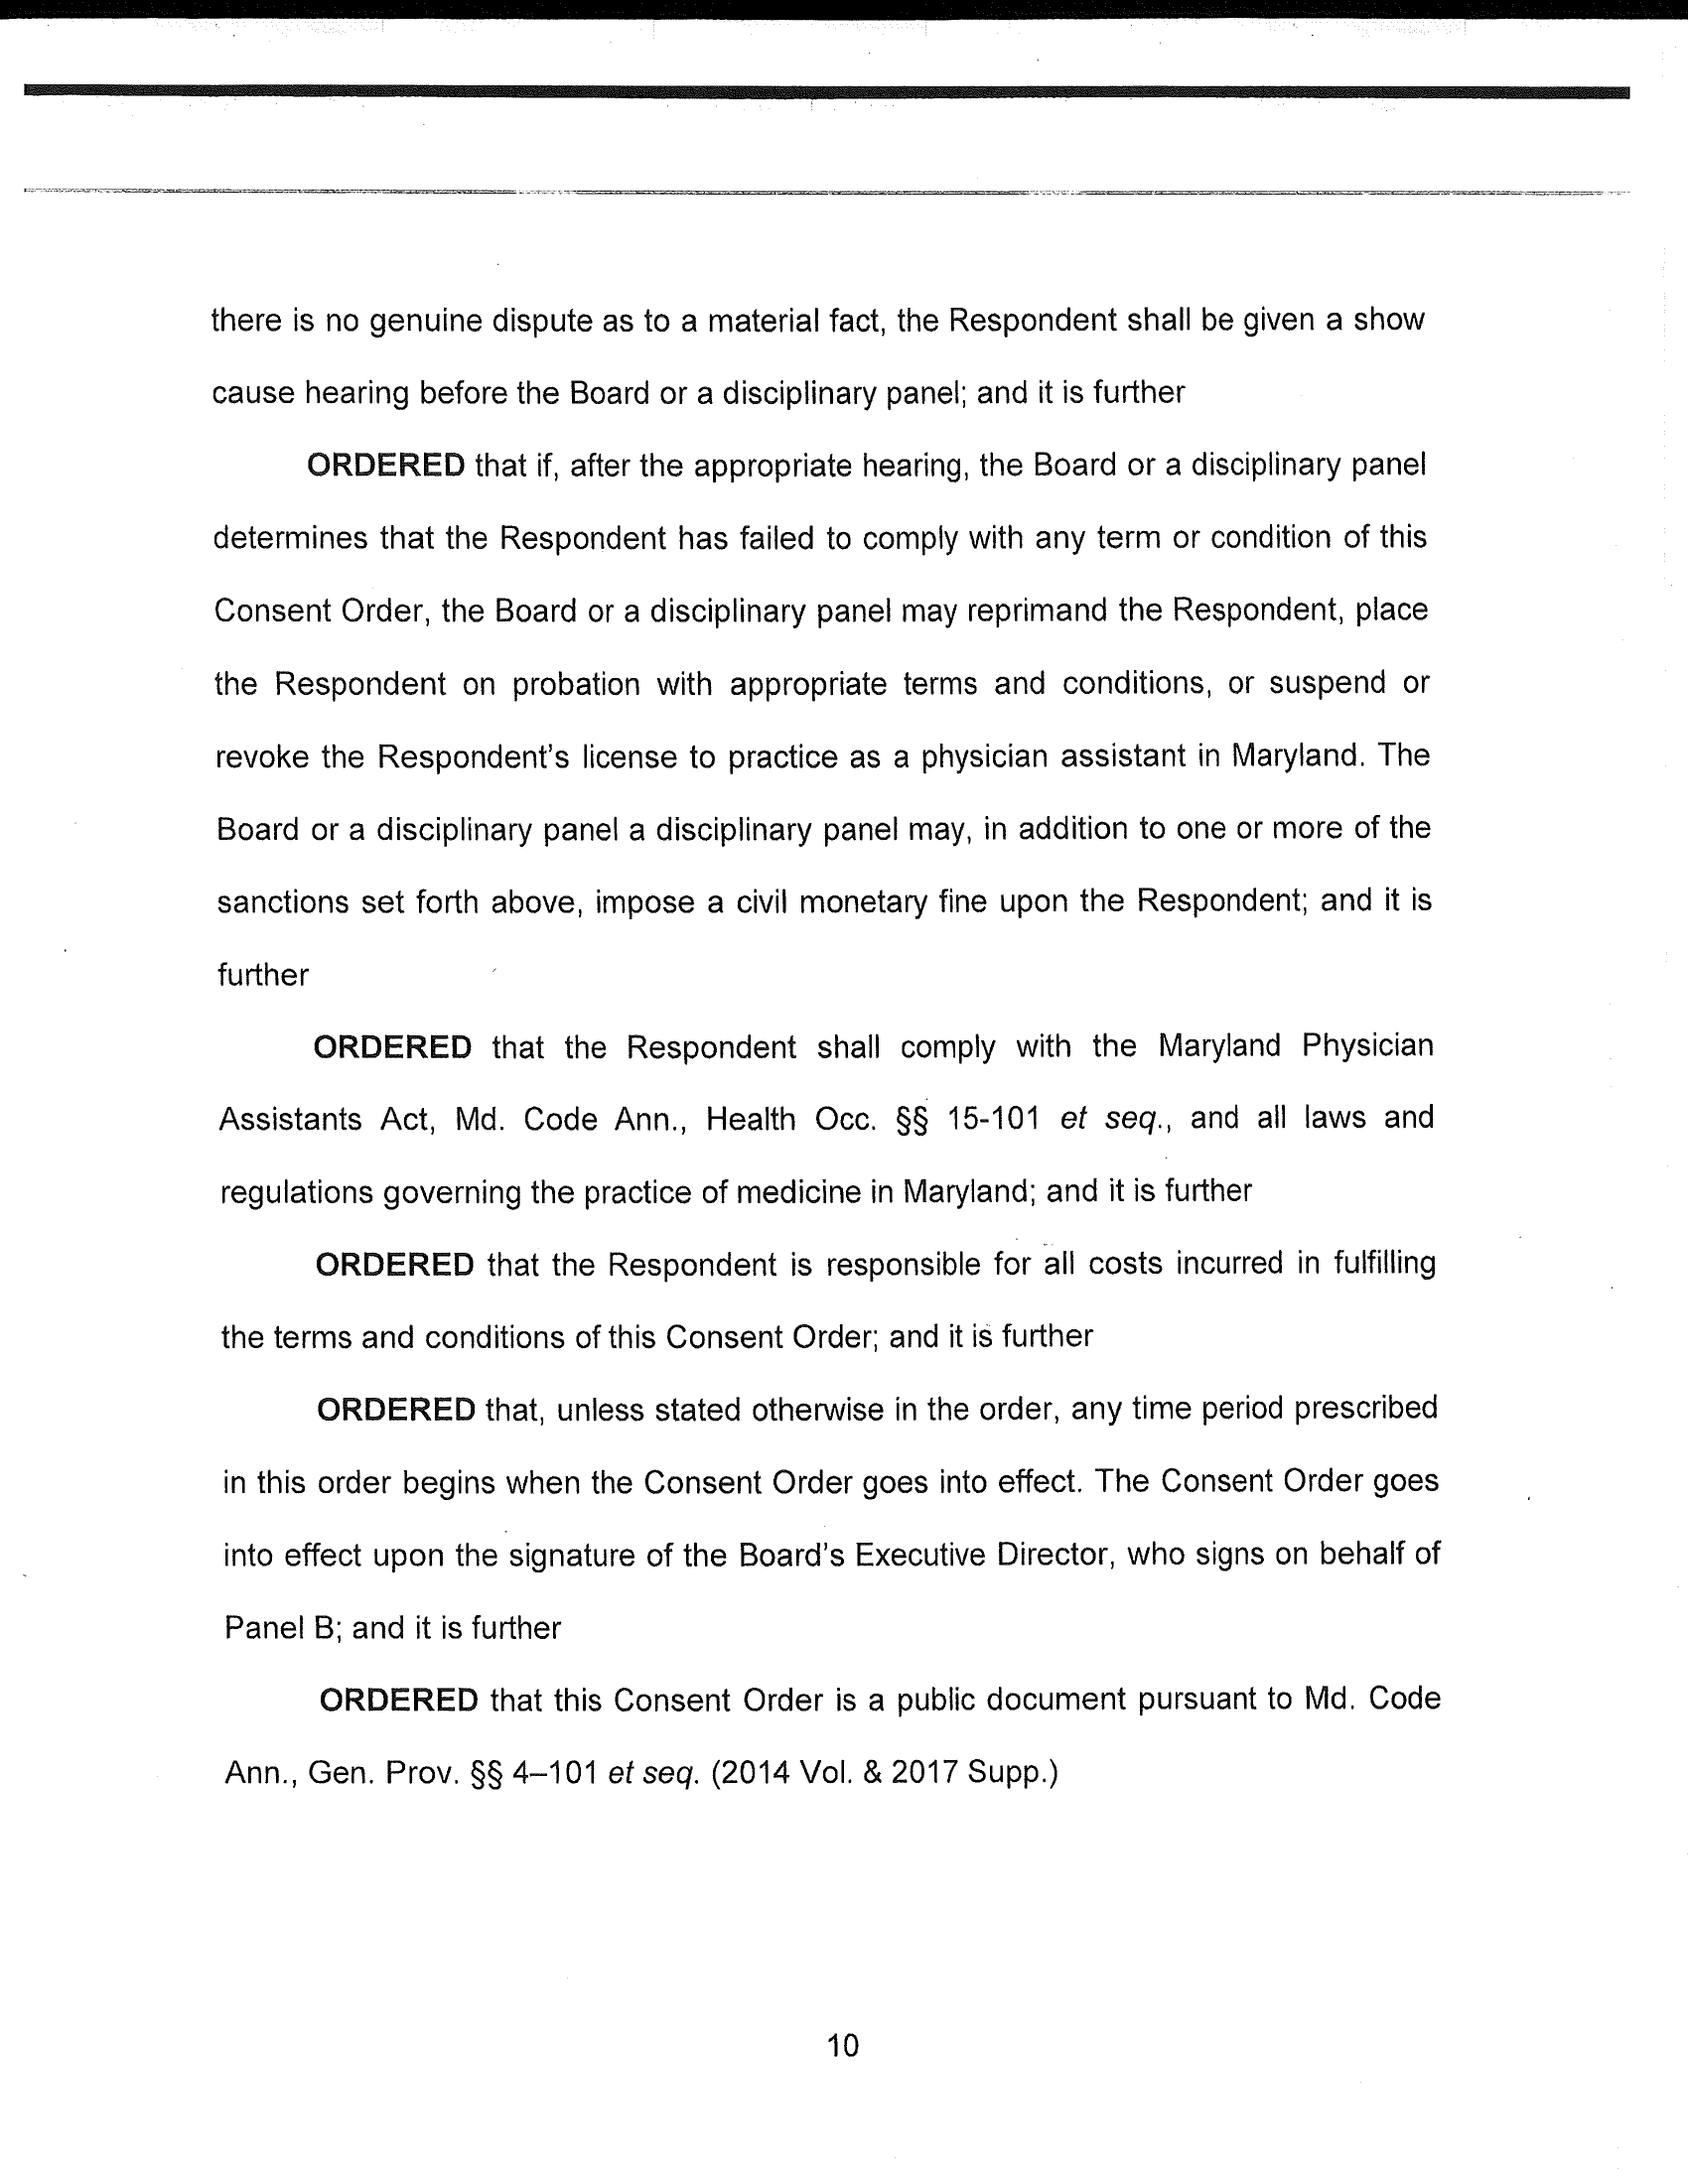 there is no genuine dispute as to a material fact, the Respondent shall be given a show
cause hearing before the Board or a disciplinary panel; and it is further
ORDERED that if, after the appropriate hearing, the Board or a disciplinary panel
determines that the Respondent has failed to comply with any term or condition of this
Consent Order, the Board or a disciplinary panel may reprimand the Respondent, place
the Respondent on probation with appropriate terms and conditions, or suspend or
revoke the Respondent's license to practice as a physician assistant in Maryland. The
Board or a disciplinary panel a disciplinary panel may, in addition to one or more of the
sanctions set forth above, impose a civil monetary fine upon the Respondent; and it is
further
ORDERED that the Respondent shall comply with the Maryland Physician
Assistants Act, Md. Code Ann., Health Occ. §§ 15-101 et seq., and all laws and
regulations governing the practice of medicine in Maryland; and it is further
ORDERED that the Respondent is responsible for all costs incurred in fulfilling
the terms and conditions of this Consent Order; and it is further
ORDERED that, unless stated otherwise in the order, any time period prescribed
in this order begins when the Consent Order goes into effect. The Consent Order goes
into effect upon the signature of the Board's Executive Director, who signs on behalf of
Panel B; and it is further
ORDERED that this Consent Order is a public document pursuant to Md. Code
Ann., Gen. Prov. §§ 4–101 et seq. (2014 Vol. & 2017 Supp.)
10